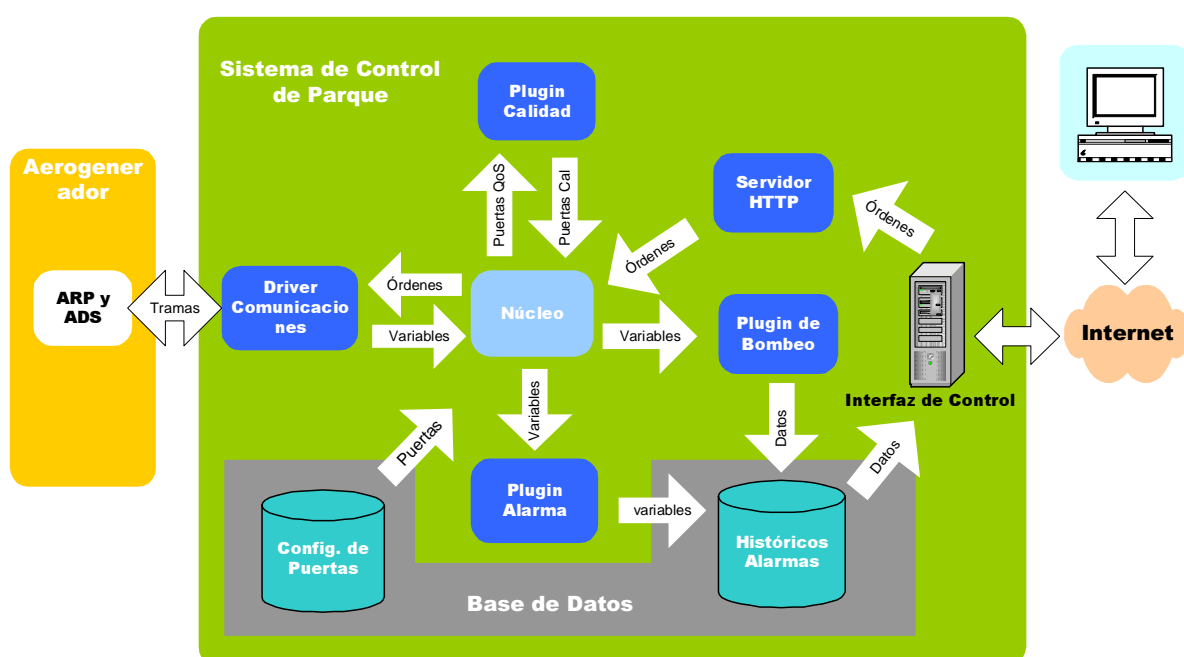 Sistema de Control
de Parque
Plugin
Calidad
Aerogener
ador
Puertas QoS
Puertas Cal
Servidor
HTTP
Órdenes
Órdenes
ARP y
ADS
Tramas
Driver
Comunicacio
nes
Órdenes
Variables
Núcleo
Variables
Plugin de
Bombeo
Internet
Interfaz de Control
Variables
Puertas
Datos
Datos
Plugin
Alarma
variables
Config. de
Puertas
Históricos
Alarmas
Base de Datos